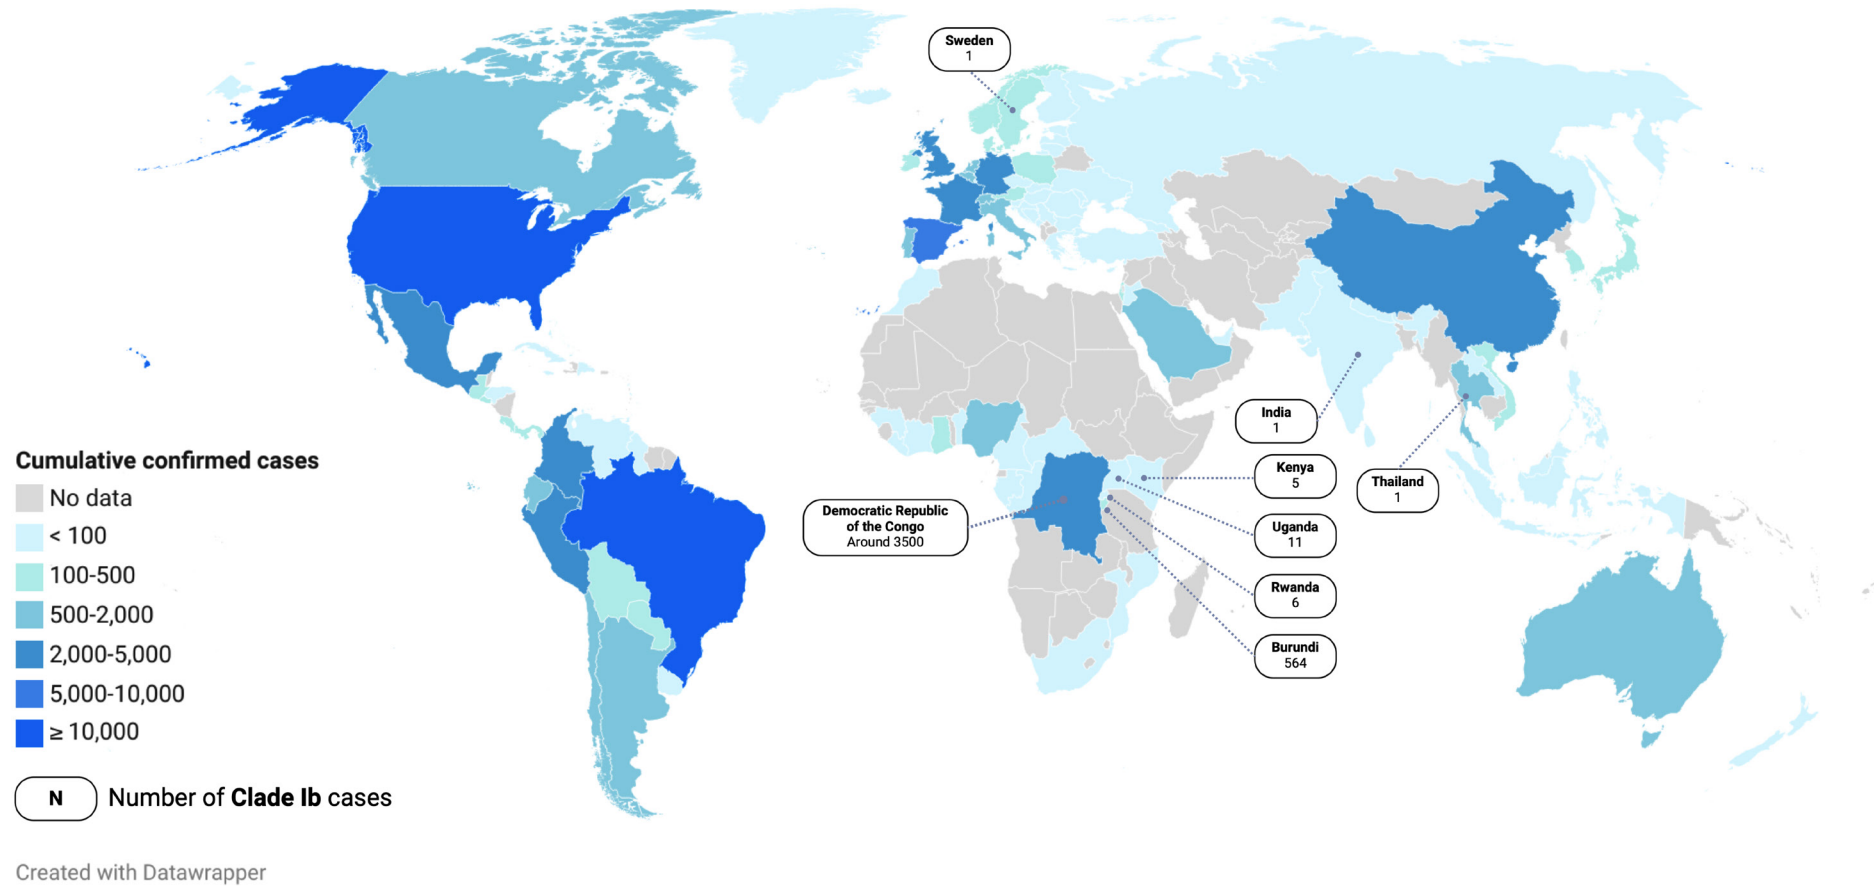 Sweden
1
India
1
Kenya
5
Thailand
1
Democratic Republic
of the Congo
Around 3500
Uganda
11
Rwanda
6
Burundi
564
Cumulative confirmed cases
No data
< 100
100-500
500-2,000
2,000-5,000
5,000-10,000
≥ 10,000
N Number of Clade Ib cases
Created with Datawrapper